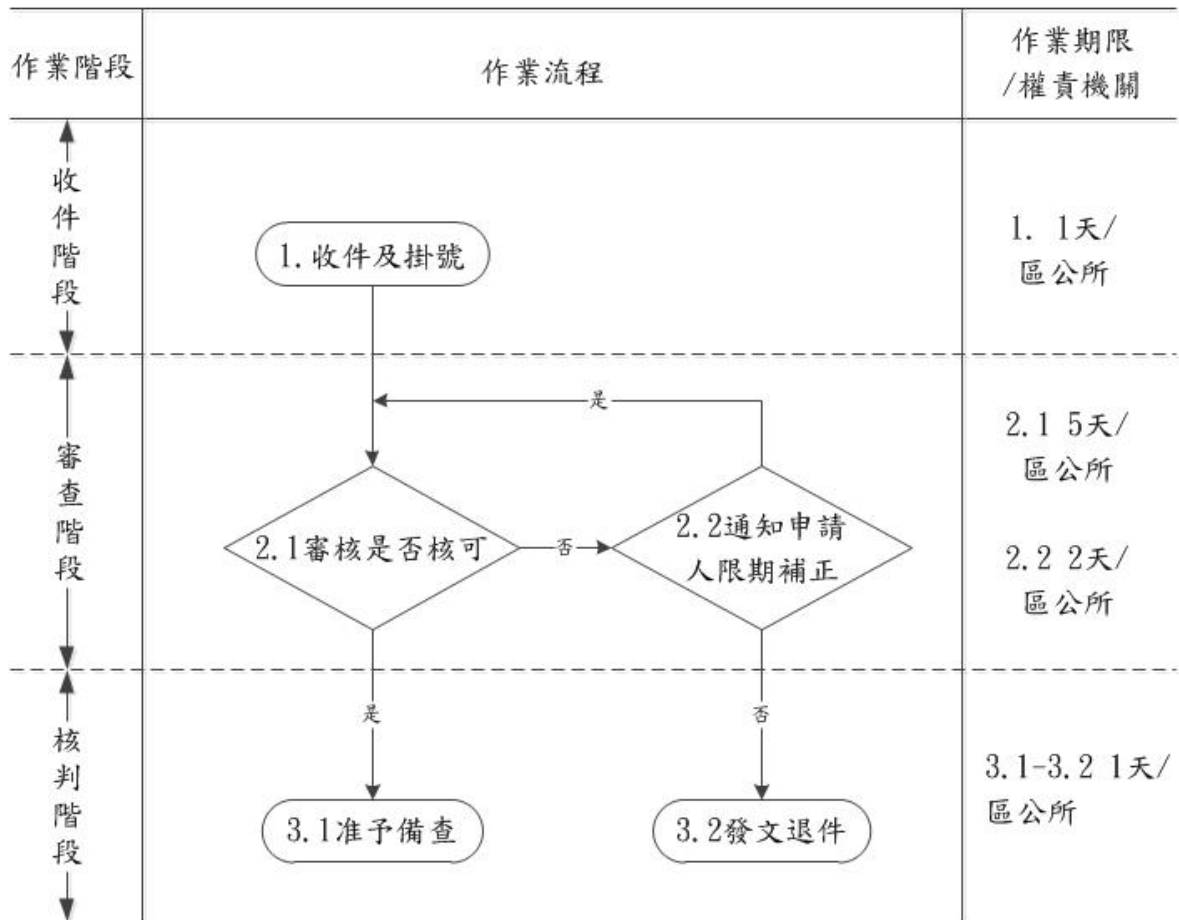 作業階段
作業流程
作業期限
/權責機關
收件階段
1.收件及掛號
1. 1天/
區公所
審查階段
是
2.1審核是否核可
否
2.2通知申請
人限期補正
2.1 5天/
區公所
2.2 2天/
區公所
核判階段
是
否
3.1准予備查
3.2發文退件
3.1-3.2 1天/
區公所